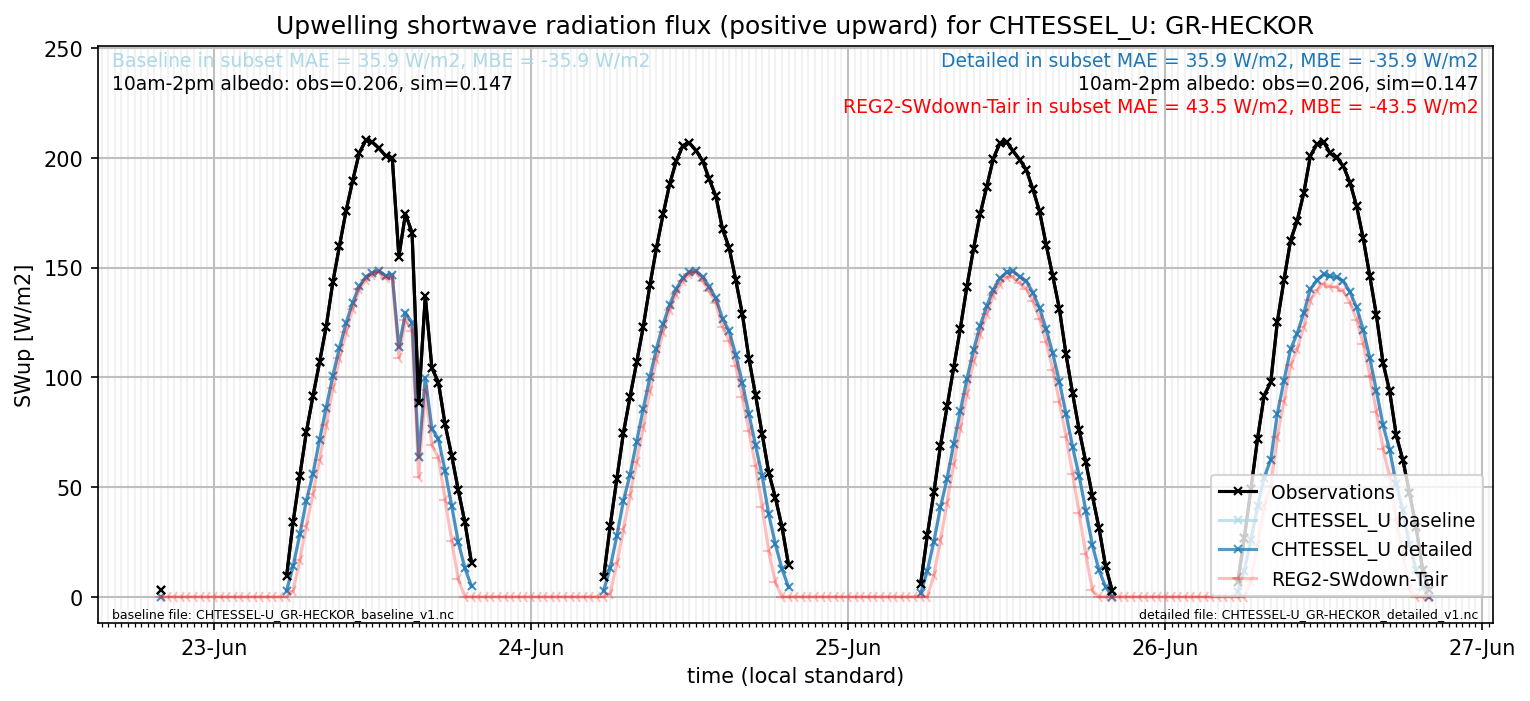 Upwelling shortwave radiation flux (positive upward) for CHTESSEL_U: GR-HECKOR
Baseline in subset MAE = 35.9 W/m2, MBE = -35.9 W/m2
10am-2pm albedo: obs=0.206, sim=0.147
Detailed in subset MAE = 35.9 W/m2, MBE = -35.9 W/m2
10am-2pm albedo: obs=0.206, sim=0.147
REG2-SWdown-Tair in subset MAE = 43.5 W/m2, MBE = -43.5 W/m2
SWup [W/m2]
250
200
150
100
50
0
Observations
CHTESSEL_U baseline
CHTESSEL_U detailed
REG2-SWdown-Tair
baseline file: CHTESSEL-U_GR-HECKOR_baseline_v1.nc
detailed file: CHTESSEL-U_GR-HECKOR_detailed_v1.nc
23-Jun 24-Jun 25-Jun 26-Jun 27-Jun
time (local standard)